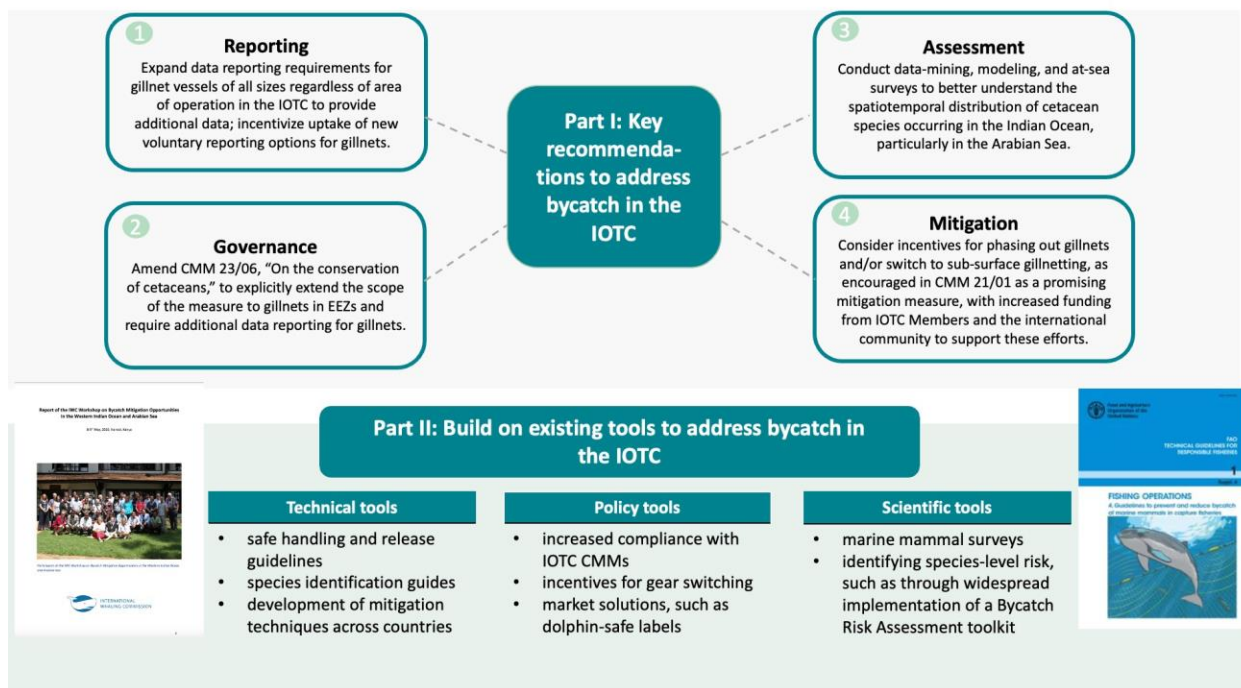 1
Reporting
Expand data reporting requirements for
gillnet vessels of all sizes regardless of area
of operation in the IOTC to provide
additional data; incentivize uptake of new
voluntary reporting options for gillnets.
2
Governance
Amend CMM 23/06, “On the conservation
of cetaceans,” to explicitly extend the scope
of the measure to gillnets in EEZs and
require additional data reporting for gillnets.
Part I: Key
recommenda-
tions to address
bycatch in the
IOTC
3
Assessment
Conduct data-mining, modeling, and at-sea
surveys to better understand the
spatiotemporal distribution of cetacean
species occurring in the Indian Ocean,
particularly in the Arabian Sea.
4
Mitigation
Consider incentives for phasing out gillnets
and/or switch to sub-surface gillnetting, as
encouraged in CMM 21/01 as a promising
mitigation measure, with increased funding
from IOTC Members and the international
community to support these efforts.
Report of the IWC Workshop on Bycatch Mitigation Opportunities
in the Western Indian Ocean and Arabian Sea
INTERNATIONAL
WHALING COMMISSION
Part II: Build on existing tools to address bycatch in
the IOTC
Technical tools
• safe handling and release
guidelines
• species identification guides
• development of mitigation
techniques across countries
Policy tools
• increased compliance with
IOTC CMMs
• incentives for gear switching
• market solutions, such as
dolphin-safe labels
Scientific tools
• marine mammal surveys
• identifying species-level risk,
such as through widespread
implementation of a Bycatch
Risk Assessment toolkit
Food and Agriculture
Organization of the
United Nations
FAO
TECHNICAL GUIDELINES FOR
RESPONSIBLE FISHERIES
1
FISHING OPERATIONS
4. Guidelines to prevent and reduce bycatch
of marine mammals in capture fisheries